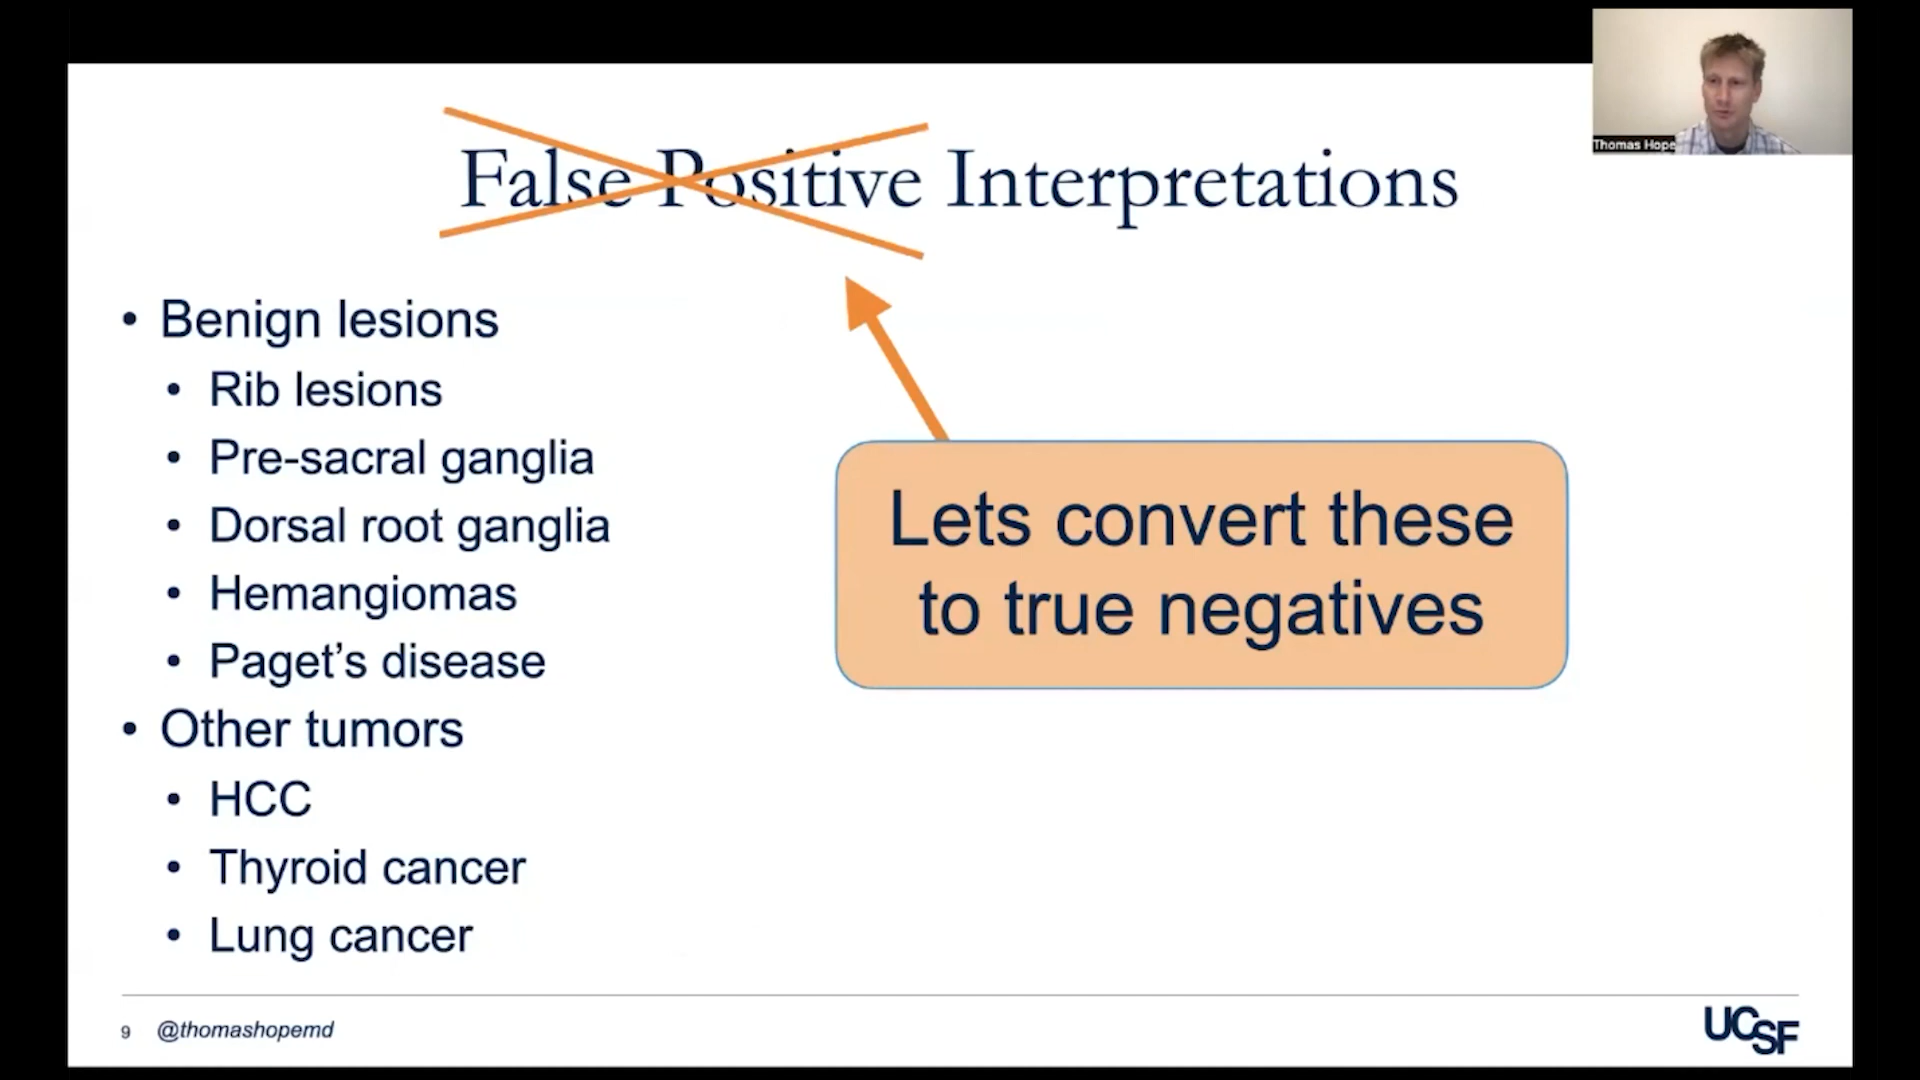 Thomas Hope
False Positive Interpretations
• Benign lesions
• Rib lesions
• Pre-sacral ganglia
• Dorsal root ganglia
• Hemangiomas
• Paget’s disease
• Other tumors
• HCC
• Thyroid cancer
• Lung cancer
Lets convert these
to true negatives
9 @thomashopemd
UCSF